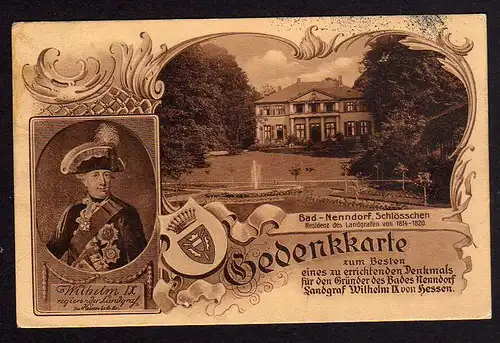 Bad-Nenndorf, Schlösschen
Residenz des Landgrafen von 1814-1820.
Gedenkkarte
zum Besten
eines zu errichtenden Denkmals
für den Gründer des Bades Nenndorf
Landgraf Wilhelm IX von Hessen.
Wilhelm IX
regierender Landgraf